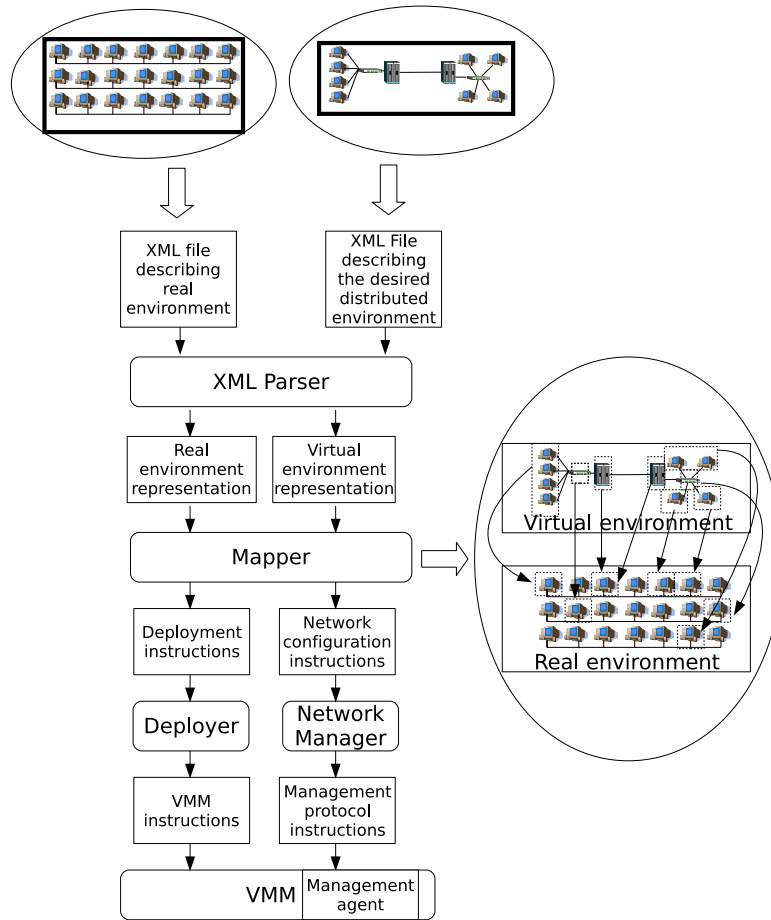 XML file
describing
real
environment
XML File
describing
the desired
distributed
environment
XML Parser
Real
environment
representation
Virtual
environment
representation
Virtual environment
Mapper
Deployment
instructions
Network
configuration
instructions
Real environment
Deployer
Network
Manager
VMM
instructions
Management
protocol
instructions
VMM
Management
agent